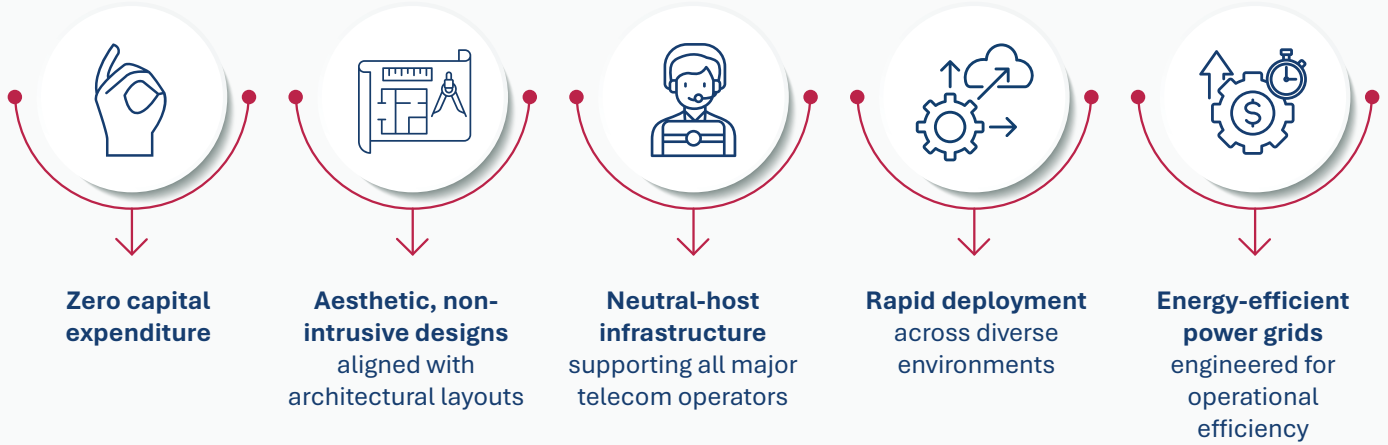 Zero capital
expenditure
Aesthetic, non-
intrusive designs
aligned with
architectural layouts
Neutral-host
infrastructure
supporting all major
telecom operators
Rapid deployment
across diverse
environments
Energy-efficient
power grids
engineered for
operational
efficiency
$